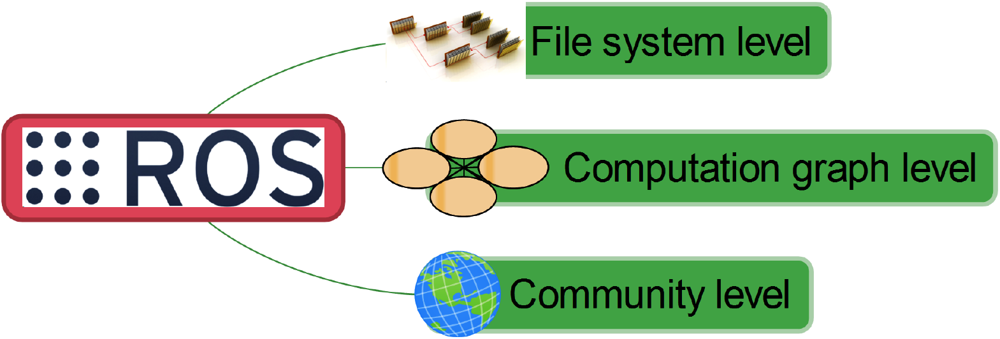 File system level
ROS
Computation graph level
Community level